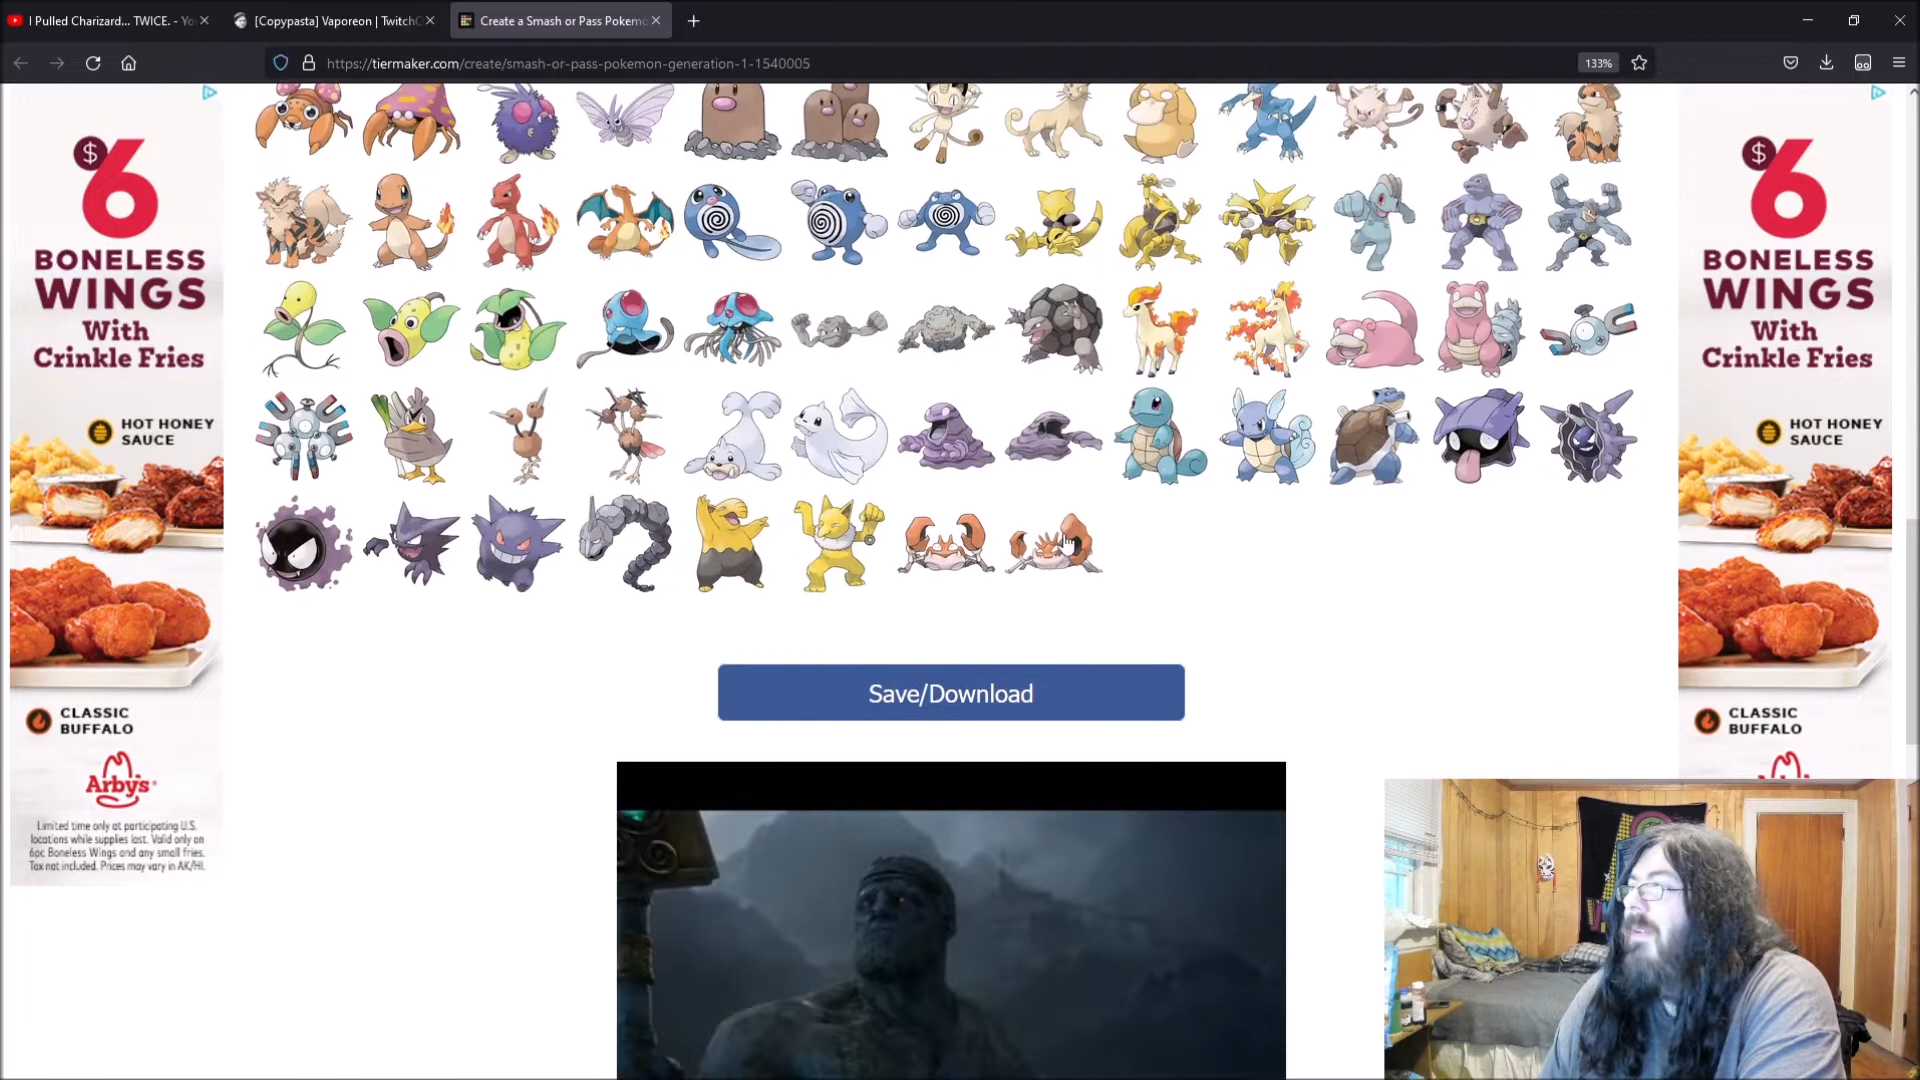 I Pulled Charizard... TWICE. - Yo
[Copypasta] Vaporeon | TwitchC
Create a Smash or Pass Pokemo
https://tiermaker.com/create/smash-or-pass-pokemon-generation-1-1540005
133%
$6
BONELESS
WINGS
With
Crinkle Fries
HOT HONEY
SAUCE
CLASSIC
BUFFALO
Arby's
Limited time only at participating U.S.
locations while supplies last. Valid only on
6pc Boneless Wings and any small fries.
Tax not included. Prices may vary in AK/HI.
Save/Download
$6
BONELESS
WINGS
With
Crinkle Fries
HOT HONEY
SAUCE
CLASSIC
BUFFALO